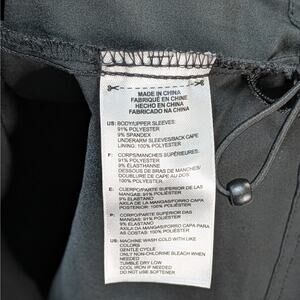 MADE IN CHINA
FABRIQUÉ EN CHINE
HECHO EN CHINA
FABRICADO NA CHINA
US: BODY/UPPER SLEEVES:
91% POLYESTER
9% SPANDEX
UNDERARM SLEEVES/BACK CAPE
LINING: 100% POLYESTER
F: CORPS/MANCHES SUPÉRIEURES:
91% POLYESTER
9% ÉLASTHANNE
DESSOUS DE BRAS DE MANCHES/
DOUBLURE DE CAPE AU DOS:
100% POLYESTER
E: CUERPO/PARTE SUPERIOR DE LAS
MANGAS: 91% POLIÉSTER
9% ELASTANO
AXILA DE LA MANGAS/FORRO CAPA
POSTERIOR: 100% POLIÉSTER
P: CORPO/PARTE SUPERIOR DAS
MANGAS: 91% POLIÉSTER
9% ELASTANO
AXILA DA MANGAS/FORRO CAPA PARA
AS COSTAS: 100% POLIÉSTER
US: MACHINE WASH COLD WITH LIKE
COLORS
GENTLE CYCLE
ONLY NON-CHLORINE BLEACH WHEN
NEEDED
TUMBLE DRY LOW
COOL IRON IF NEEDED
DO NOT DRY CLEAN